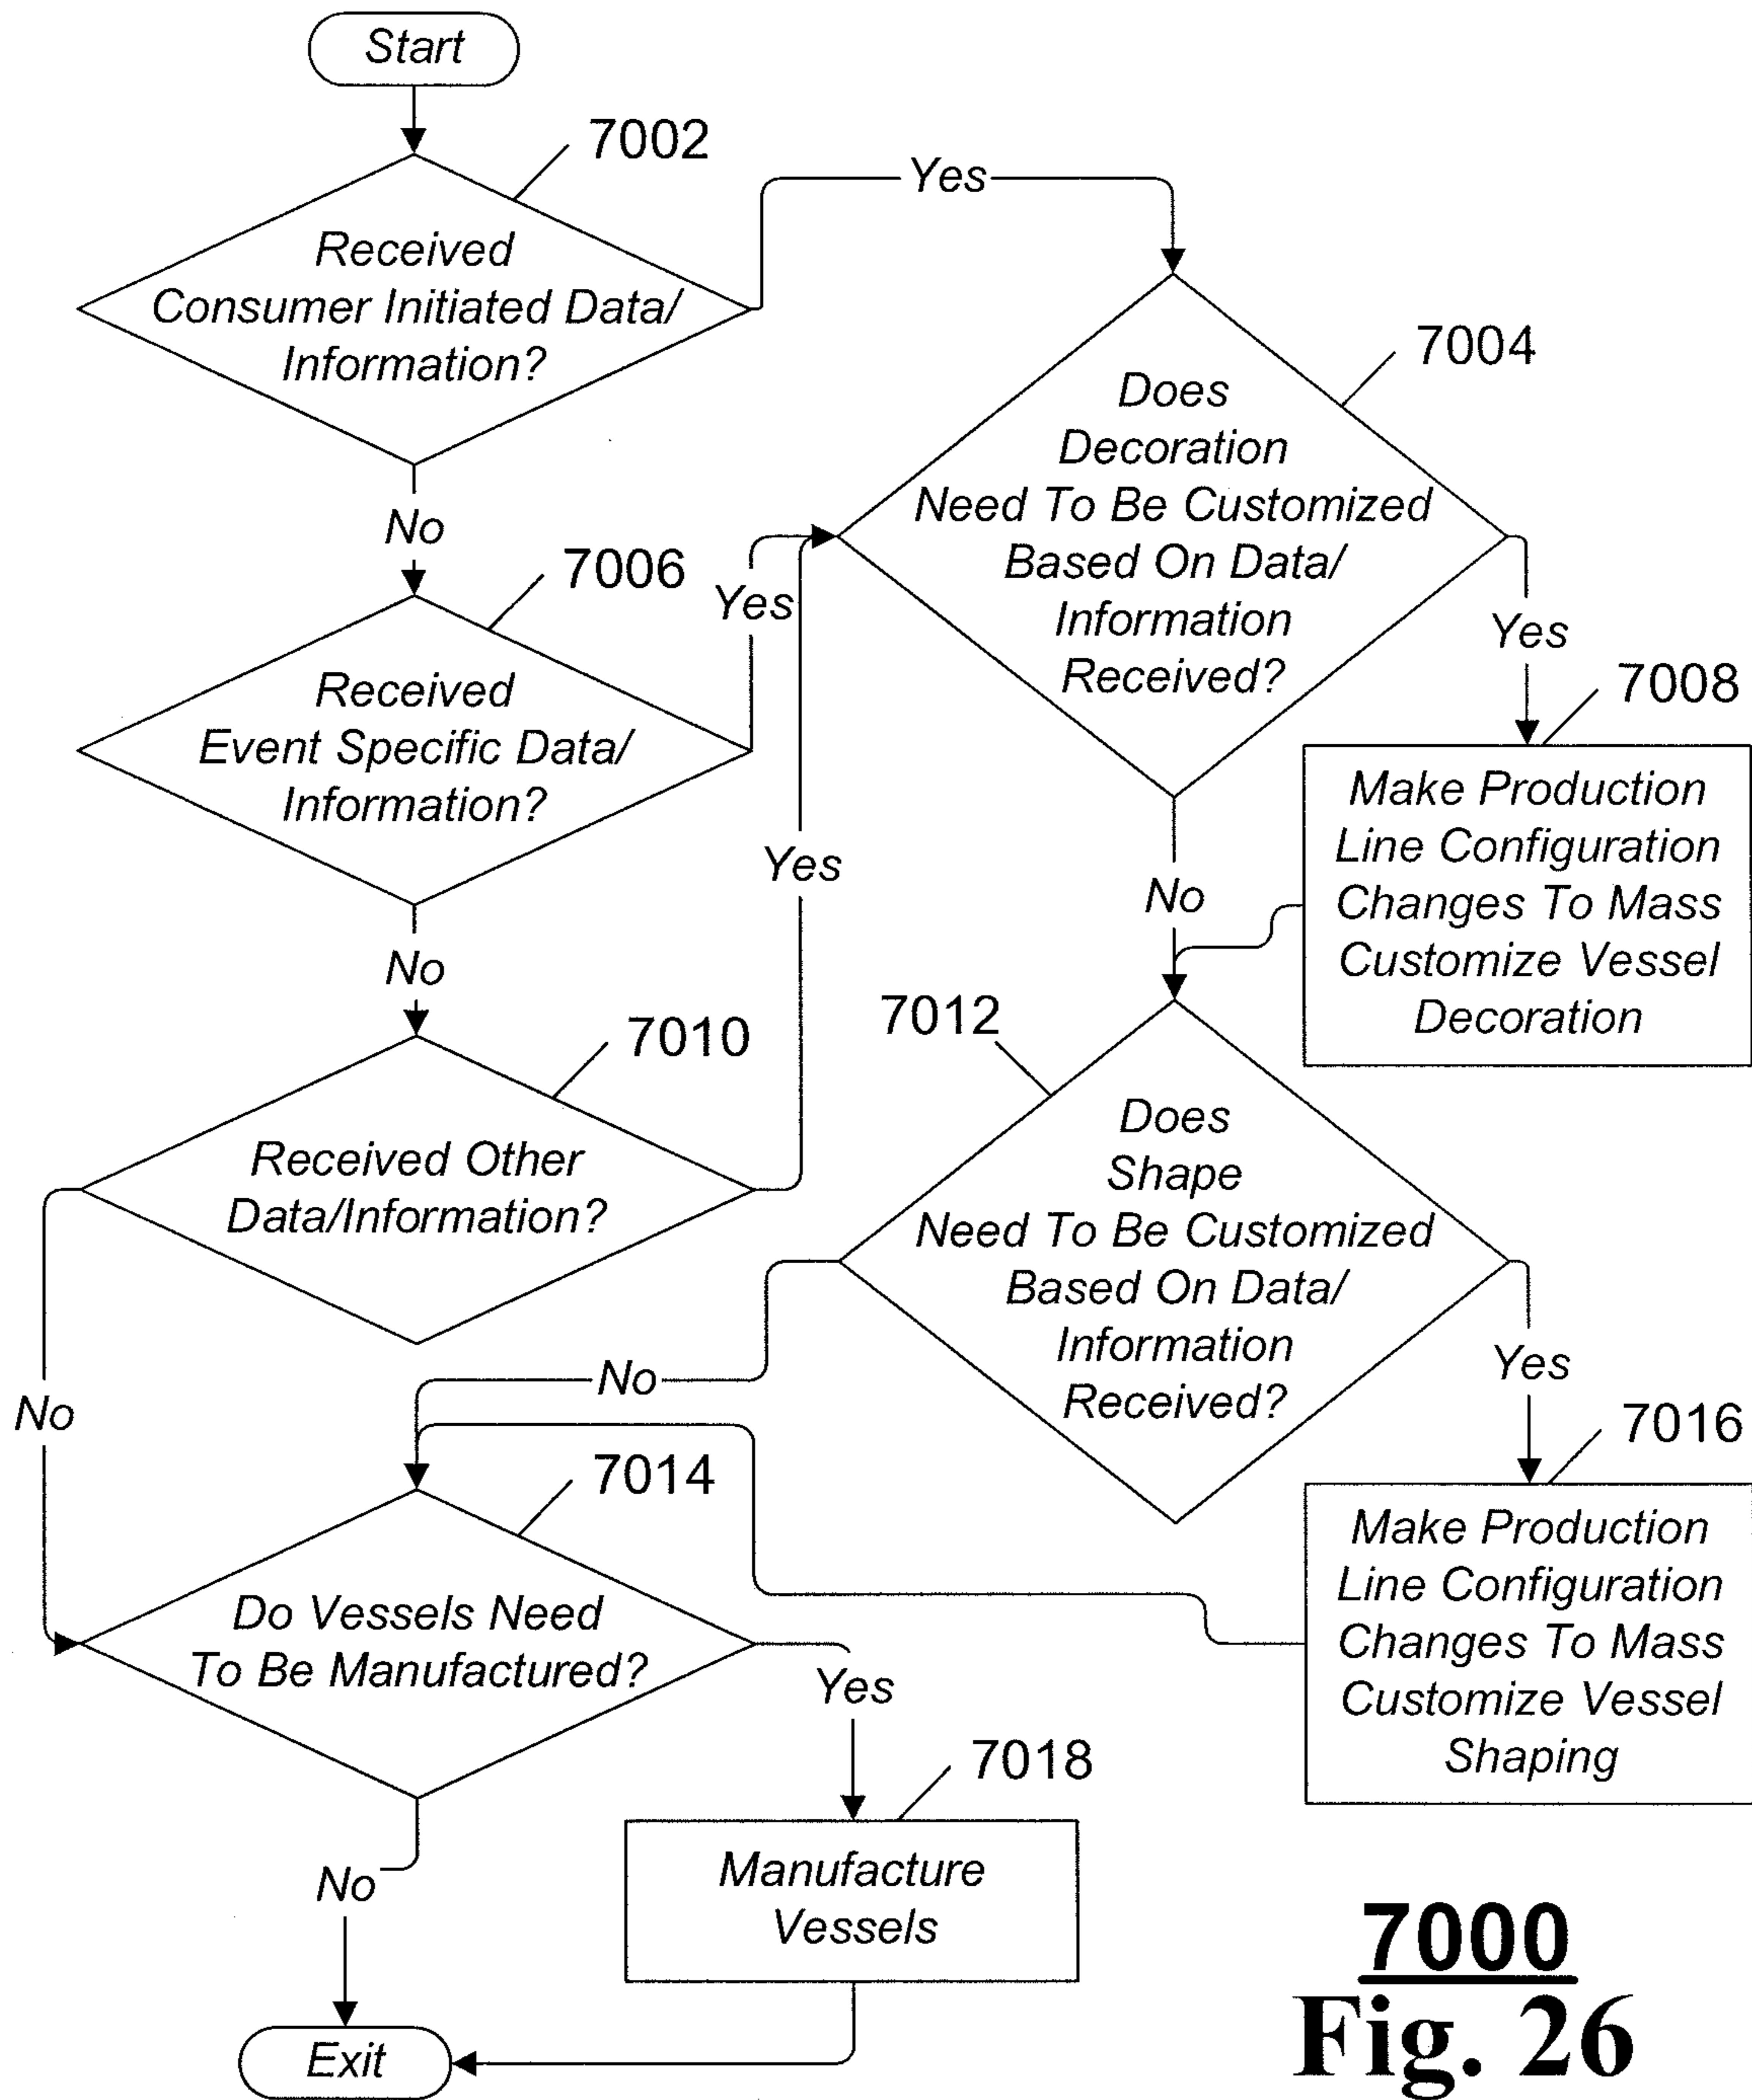 Start
7002
Received
Consumer Initiated Data/
Information?
Yes
No
7004
Does
Decoration
Need To Be Customized
Based On Data/
Information
Received?
Yes
No
7006
Received
Event Specific Data/
Information?
Yes
No
7008
Make Production
Line Configuration
Changes To Mass
Customize Vessel
Decoration
7010
Received Other
Data/Information?
Yes
No
7012
Does
Shape
Need To Be Customized
Based On Data/
Information
Received?
Yes
No
7014
Do Vessels Need
To Be Manufactured?
Yes
No
7016
Make Production
Line Configuration
Changes To Mass
Customize Vessel
Shaping
7018
Manufacture
Vessels
Exit
7000
Fig. 26